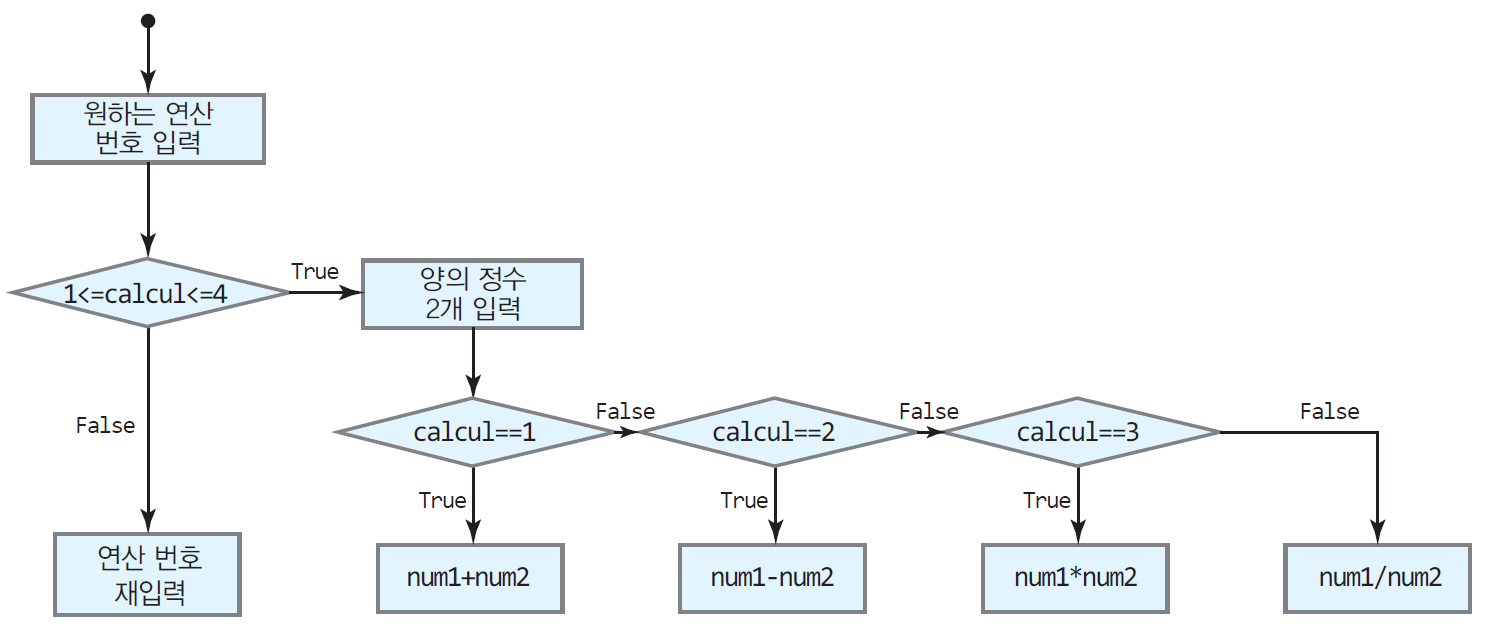 원하는 연산
번호 입력
1<=calcul<=4
True
양의 정수
2개 입력
False
calcul==1
False
calcul==2
False
calcul==3
False
True
True
True
연산 번호
재입력
num1+num2
num1-num2
num1*num2
num1/num2